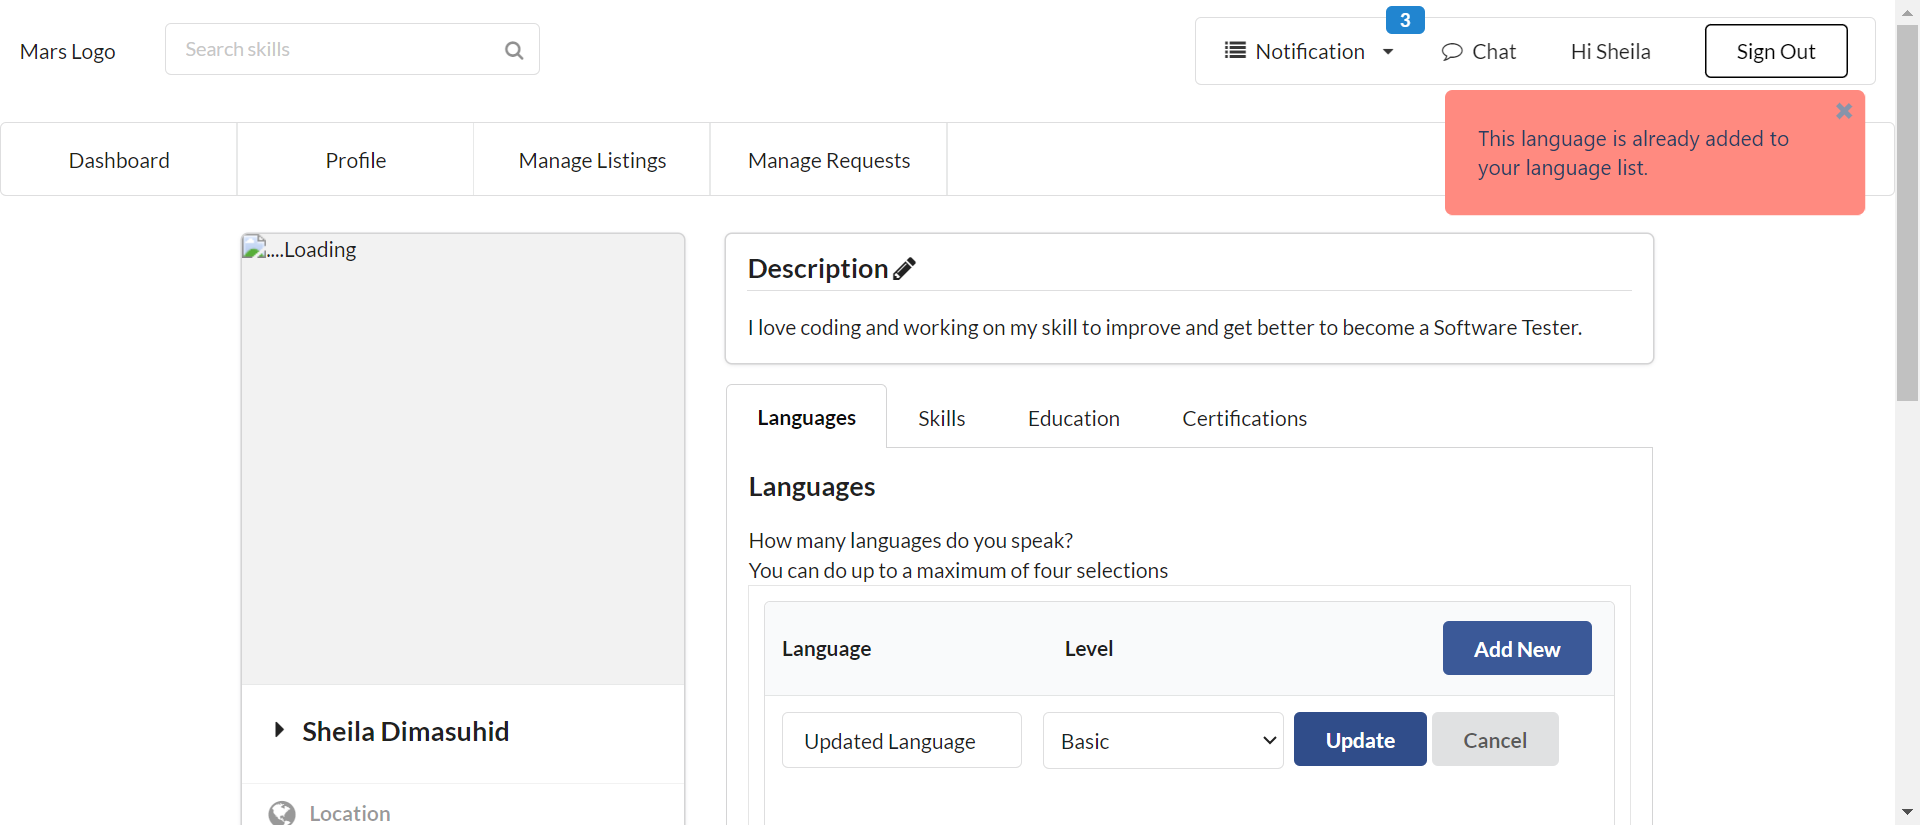 Mars Logo
Search skills
Notification
3
Chat
Hi Sheila
Sign Out
This language is already added to
your language list.
Dashboard
Profile
Manage Listings
Manage Requests
....Loading
Sheila Dimasuhid
Location
Description
I love coding and working on my skill to improve and get better to become a Software Tester.
Languages
Skills
Education
Certifications
Languages
How many languages do you speak?
You can do up to a maximum of four selections
Language
Level
Add New
Updated Language
Basic
Update
Cancel